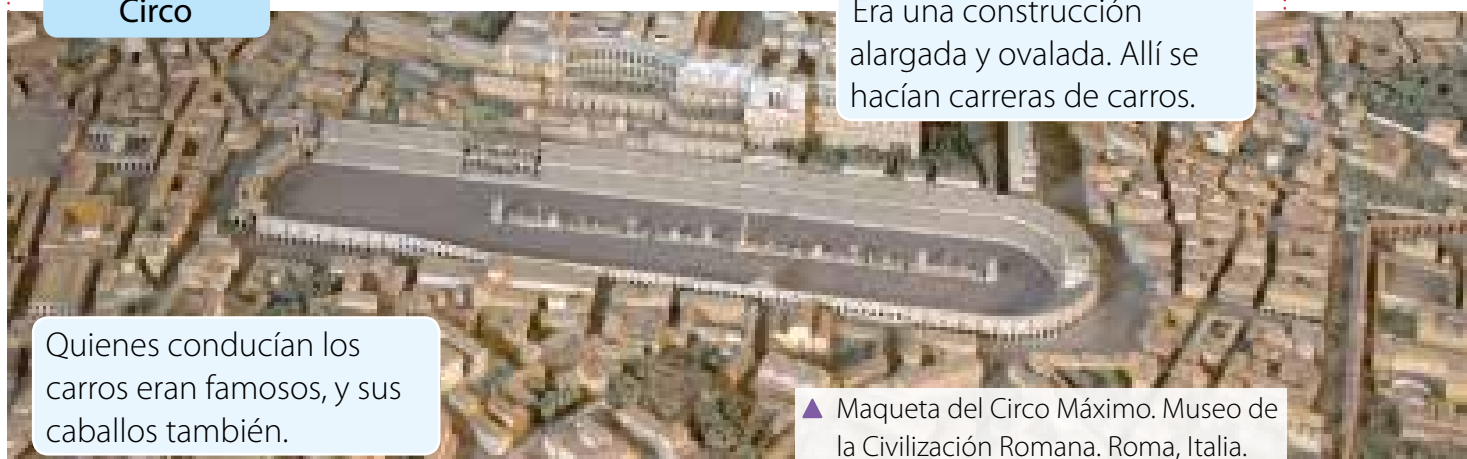 Circo
Era una construcción
alargada y ovalada. Allí se
hacían carreras de carros.
Quienes conducían los
carros eran famosos, y sus
caballos también.
▲ Maqueta del Circo Máximo. Museo de
la Civilización Romana. Roma, Italia.